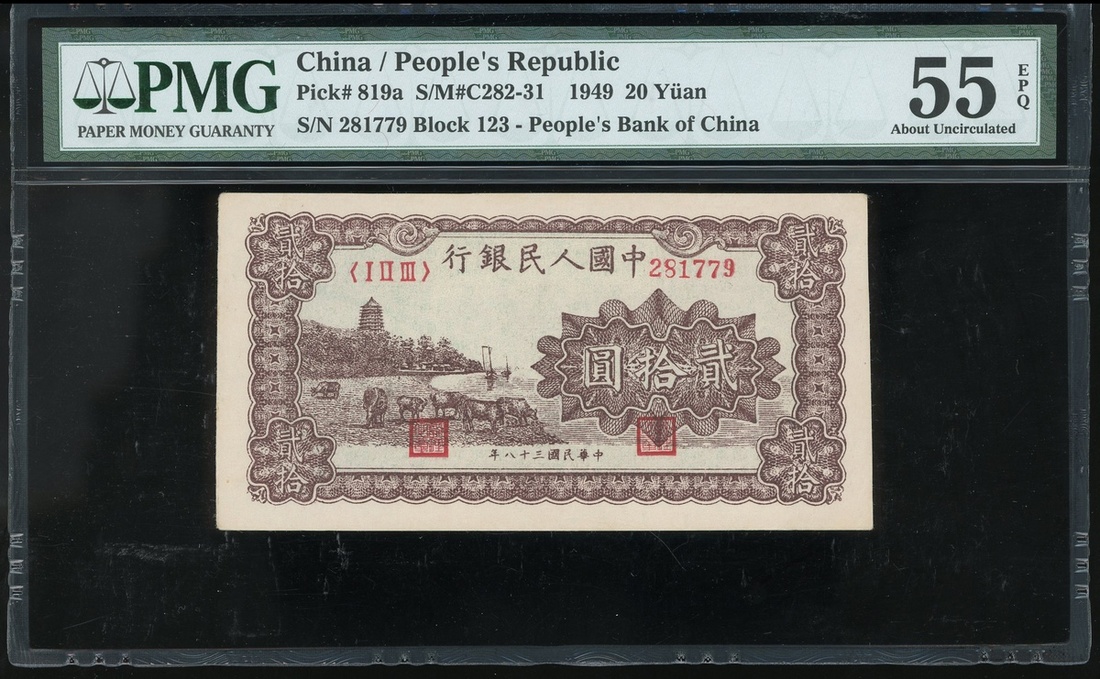 PMG
PAPER MONEY GUARANTY
China / People's Republic
Pick# 819a S/M#C282-31 1949 20 Yüan
S/N 281779 Block 123 - People's Bank of China
55
EPQ
About Uncirculated
貳拾
貳拾
〈I II III〉
行銀民人國中
281779
圓拾貳
年八十三國民華中
貳拾
貳拾